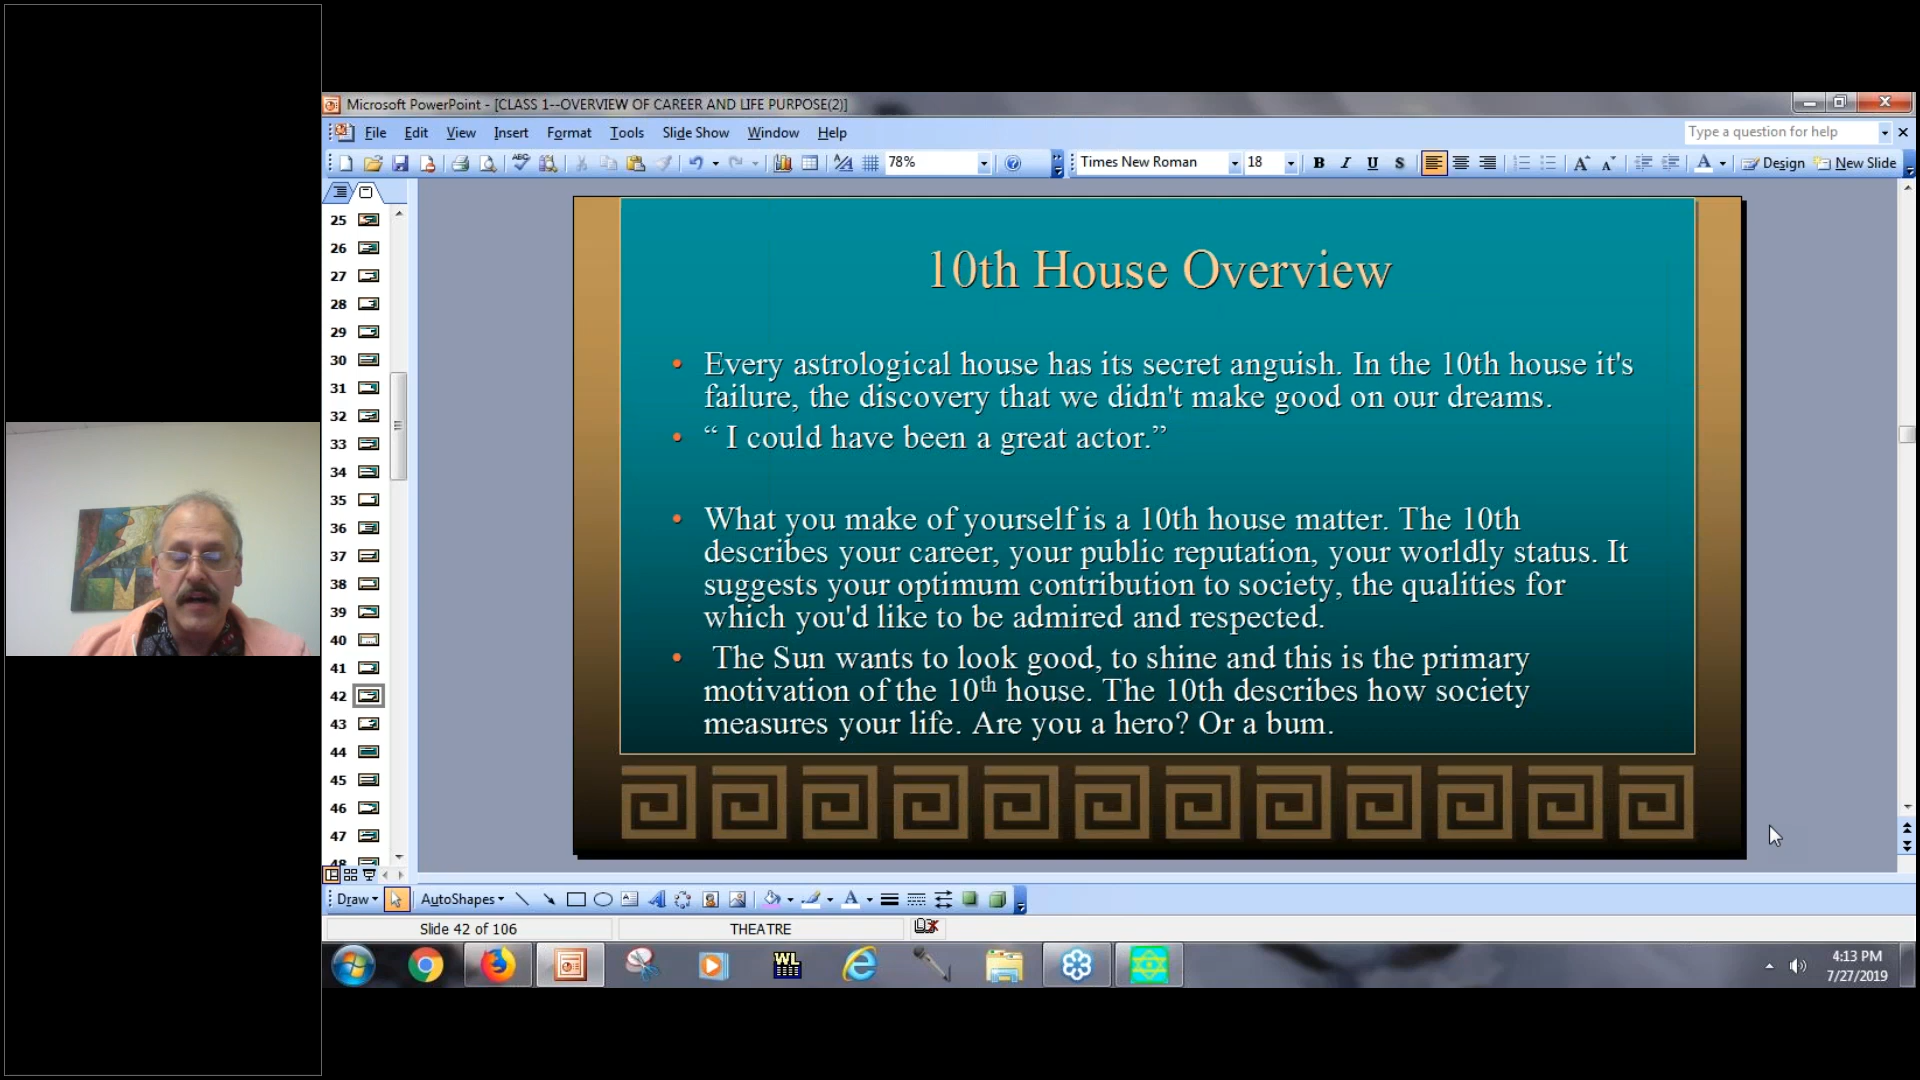 Microsoft PowerPoint - [CLASS 1--OVERVIEW OF CAREER AND LIFE PURPOSE(2)]
File Edit View Insert Format Tools Slide Show Window Help
Type a question for help
78%
Times New Roman
18
B I U S
A A
A
Design
New Slide
25
26
27
28
29
30
31
32
33
34
35
36
37
38
39
40
41
42
43
44
45
46
47
48
10th House Overview
• Every astrological house has its secret anguish. In the 10th house it's
failure, the discovery that we didn't make good on our dreams.
• “ I could have been a great actor.”
• What you make of yourself is a 10th house matter. The 10th
describes your career, your public reputation, your worldly status. It
suggests your optimum contribution to society, the qualities for
which you'd like to be admired and respected.
• The Sun wants to look good, to shine and this is the primary
motivation of the 10th house. The 10th describes how society
measures your life. Are you a hero? Or a bum.
Draw AutoShapes
A
Slide 42 of 106
THEATRE
WL
4:13 PM
7/27/2019